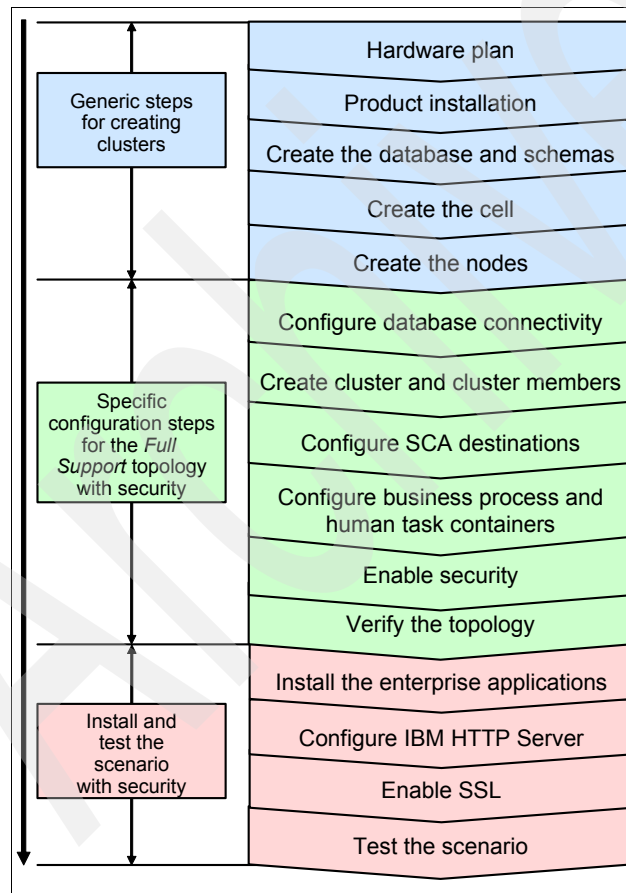 Generic steps
for creating
clusters
Hardware plan
Product installation
Create the database and schemas
Create the cell
Create the nodes
Specific
configuration steps
for the Full
Support topology
with security
Configure database connectivity
Create cluster and cluster members
Configure SCA destinations
Configure business process and
human task containers
Enable security
Verify the topology
Install and
test the
scenario
with security
Install the enterprise applications
Configure IBM HTTP Server
Enable SSL
Test the scenario